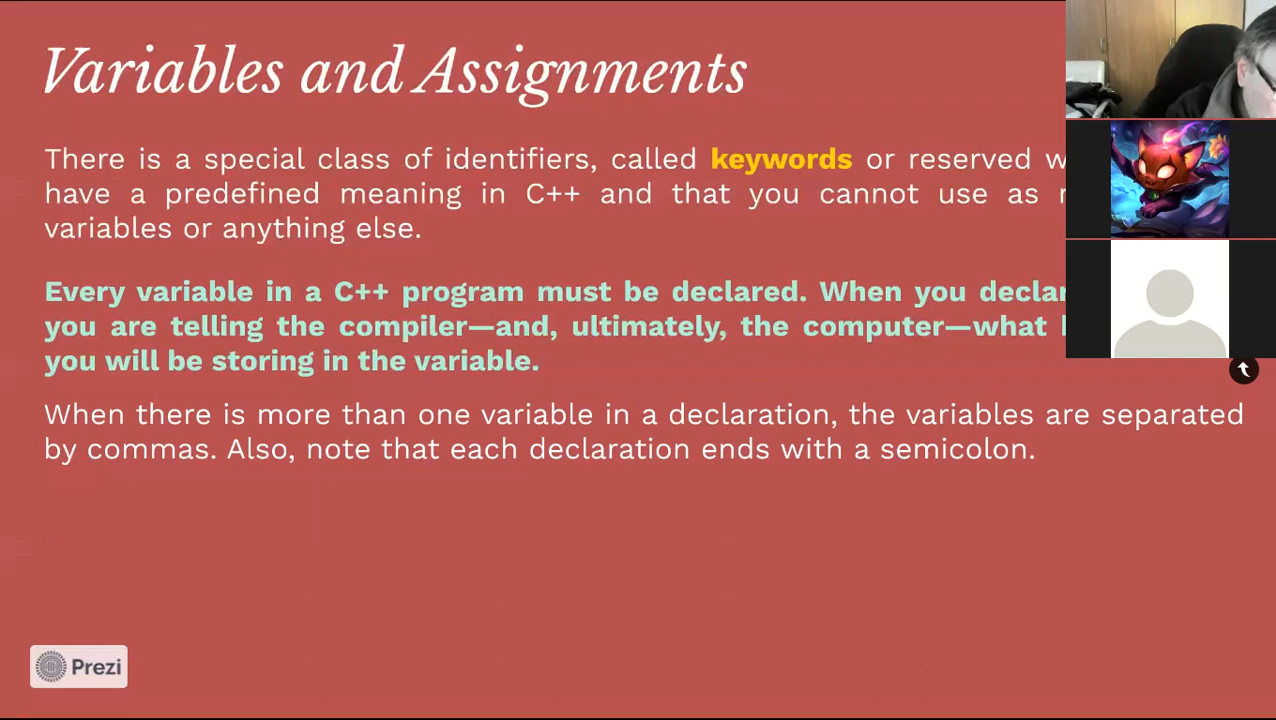 Variables and Assignments
There is a special class of identifiers, called keywords or reserved
have a predefined meaning in C++ and that you cannot use as
variables or anything else.
Every variable in a C++ program must be declared. When you
you are telling the compiler—and, ultimately, the computer—what
you will be storing in the variable.
When there is more than one variable in a declaration, the variables are separated
by commas. Also, note that each declaration ends with a semicolon.
Prezi